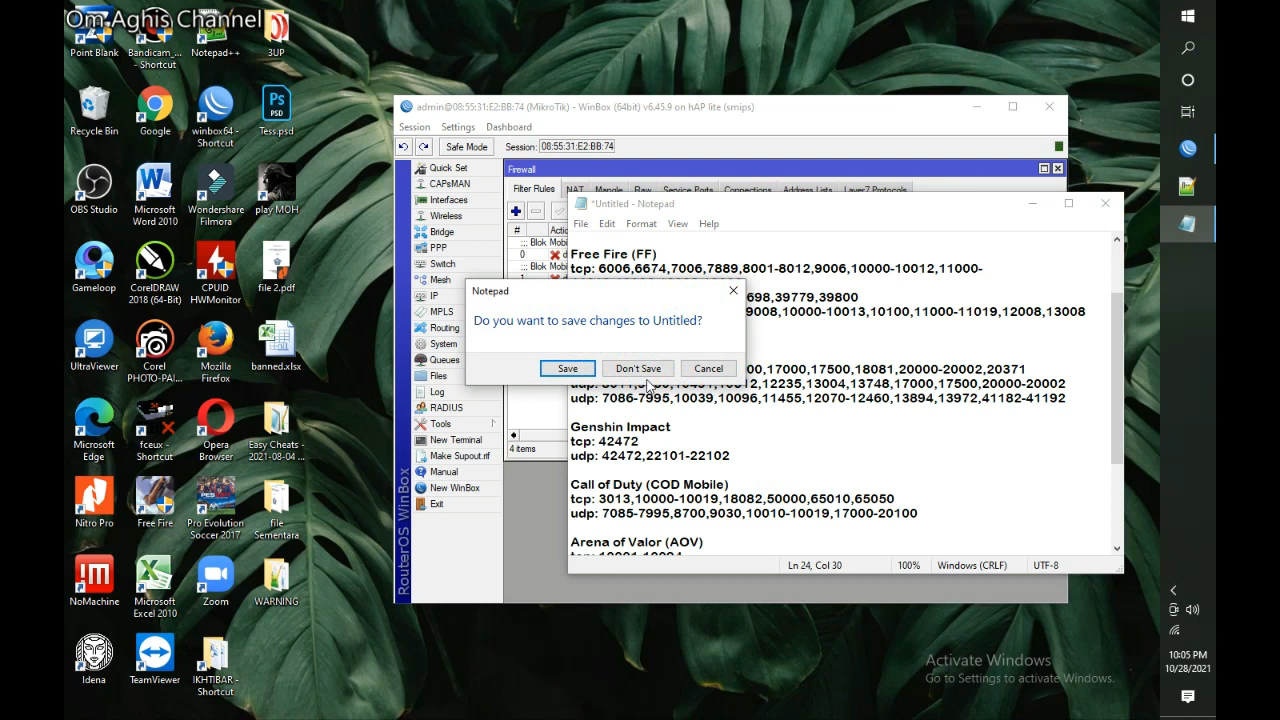 Om Aghis Channel
Point Blank
Bandicam_...
- Shortcut
Notepad++
3UP
Recycle Bin
Google
winbox64 -
Shortcut
Tess.psd
OBS Studio
Microsoft
Word 2010
Wondershare
Filmora
play MOH
Gameloop
CorelDRAW
2018 (64-Bit)
CPUID
HWMonitor
file 2.pdf
UltraViewer
Corel
PHOTO-PAI...
Mozilla
Firefox
banned.xlsx
Microsoft
Edge
fceux -
Shortcut
Opera
Browser
Easy Cheats -
2021-08-04 ...
Nitro Pro
Free Fire
Pro Evolution
Soccer 2017
file
Sementara
NoMachine
Microsoft
Excel 2010
Zoom
WARNING
Idena
TeamViewer
IKHTIBAR -
Shortcut
admin@08:55:31:E2:BB:74 (MikroTik) - WinBox (64bit) v6.45.9 on hAP lite (smips)
Session Settings Dashboard
Safe Mode Session: 08:55:31:E2:BB:74
Quick Set
CAPsMAN
Interfaces
Wireless
Bridge
PPP
Switch
Mesh
IP
MPLS
Routing
System
Queues
Files
Log
RADIUS
Tools
New Terminal
Make Supout.rif
Manual
New WinBox
Exit
RouterOS WinBox
Firewall
Filter Rules NAT Mangle Raw Service Ports Connections Address Lists Layer7 Protocols
# Actio
;;; Blok Mobi
0 d
;;; Blok Mobi
4 items
*Untitled - Notepad
File Edit Format View Help
Free Fire (FF)
tcp: 6006,6674,7006,7889,8001-8012,9006,10000-10012,11000-
698,39779,39800
9008,10000-10013,10100,11000-11019,12008,13008
00,17000,17500,18081,20000-20002,20371
12,12235,13004,13748,17000,17500,20000-20002
udp: 7086-7995,10039,10096,11455,12070-12460,13894,13972,41182-41192
Genshin Impact
tcp: 42472
udp: 42472,22101-22102
Call of Duty (COD Mobile)
tcp: 3013,10000-10019,18082,50000,65010,65050
udp: 7085-7995,8700,9030,10010-10019,17000-20100
Arena of Valor (AOV)
Ln 24, Col 30 100% Windows (CRLF) UTF-8
Notepad
Do you want to save changes to Untitled?
Save Don't Save Cancel
Activate Windows
Go to Settings to activate Windows.
10:05 PM
10/28/2021